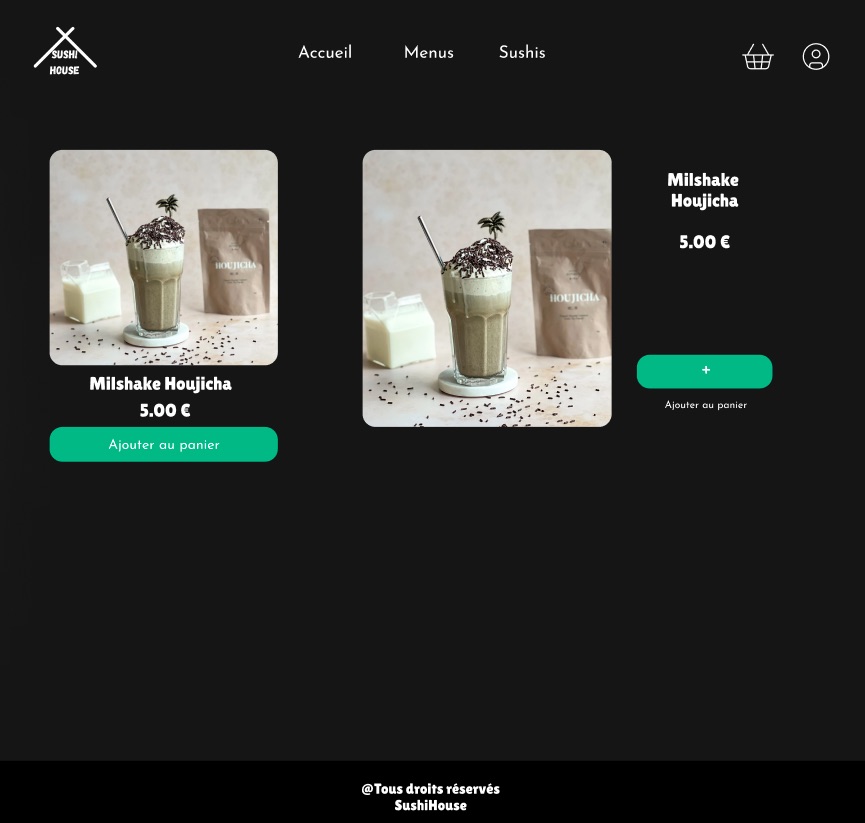 SUSHI
HOUSE
Accueil
Menus
Sushis
HOUJICHA
Milshake Houjicha
5.00 €
Ajouter au panier
HOUJICHA
Milshake
Houjicha
5.00 €
+
Ajouter au panier
@Tous droits réservés
SushiHouse